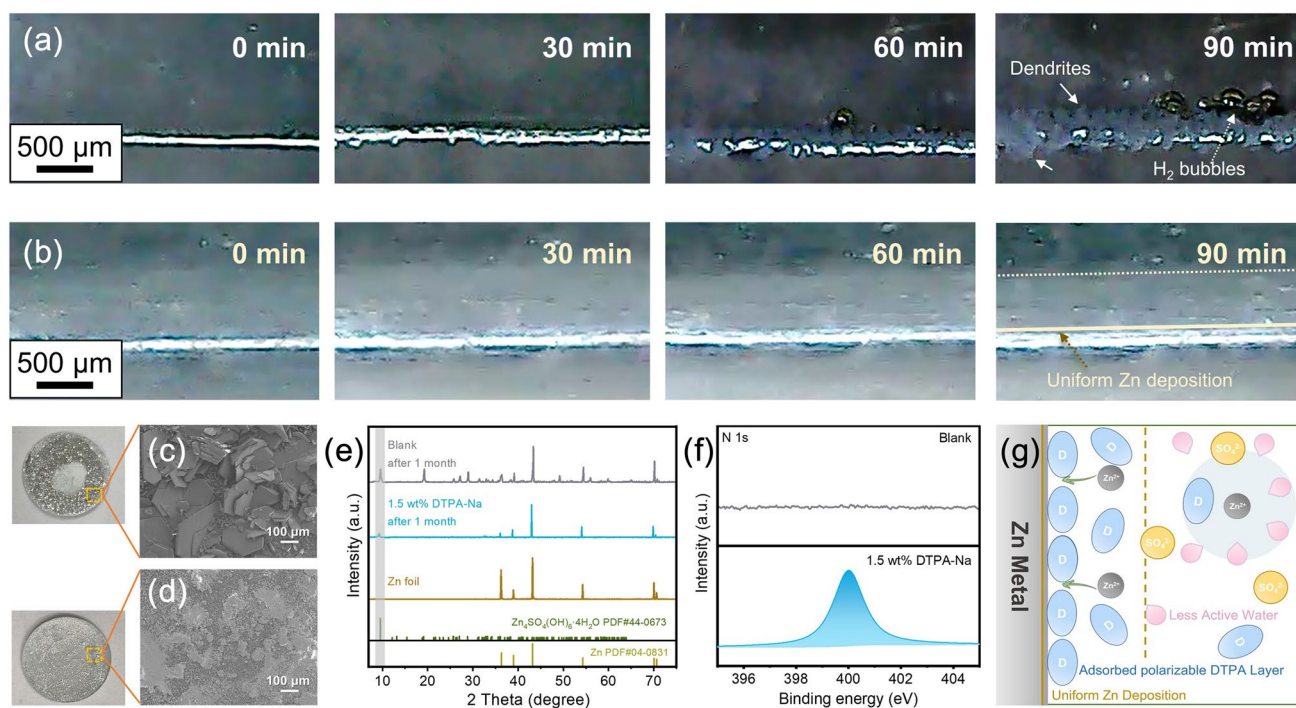 (a)
0 min
30 min
60 min
90 min
Dendrites
500 µm
H₂ bubbles
(b)
0 min
30 min
60 min
90 min
500 µm
Uniform Zn deposition
(c)
100 µm
(d)
100 µm
(e)
Blank
after 1 month
1.5 wt% DTPA-Na
after 1 month
Zn foil
Zn₄SO₄(OH)₆·4H₂O PDF#44-0673
Zn PDF#04-0831
Intensity (a.u.)
10 20 30 40 50 60 70
2 Theta (degree)
(f)
N 1s
Blank
1.5 wt% DTPA-Na
Intensity (a.u.)
396 398 400 402 404
Binding energy (eV)
(g)
Zn Metal
D
D
D
D
D
D
D
D
D
D
Zn²⁺
Zn²⁺
Zn²⁺
SO₄²⁻
SO₄²⁻
SO₄²⁻
Less Active Water
Adsorbed polarizable DTPA Layer
Uniform Zn Deposition